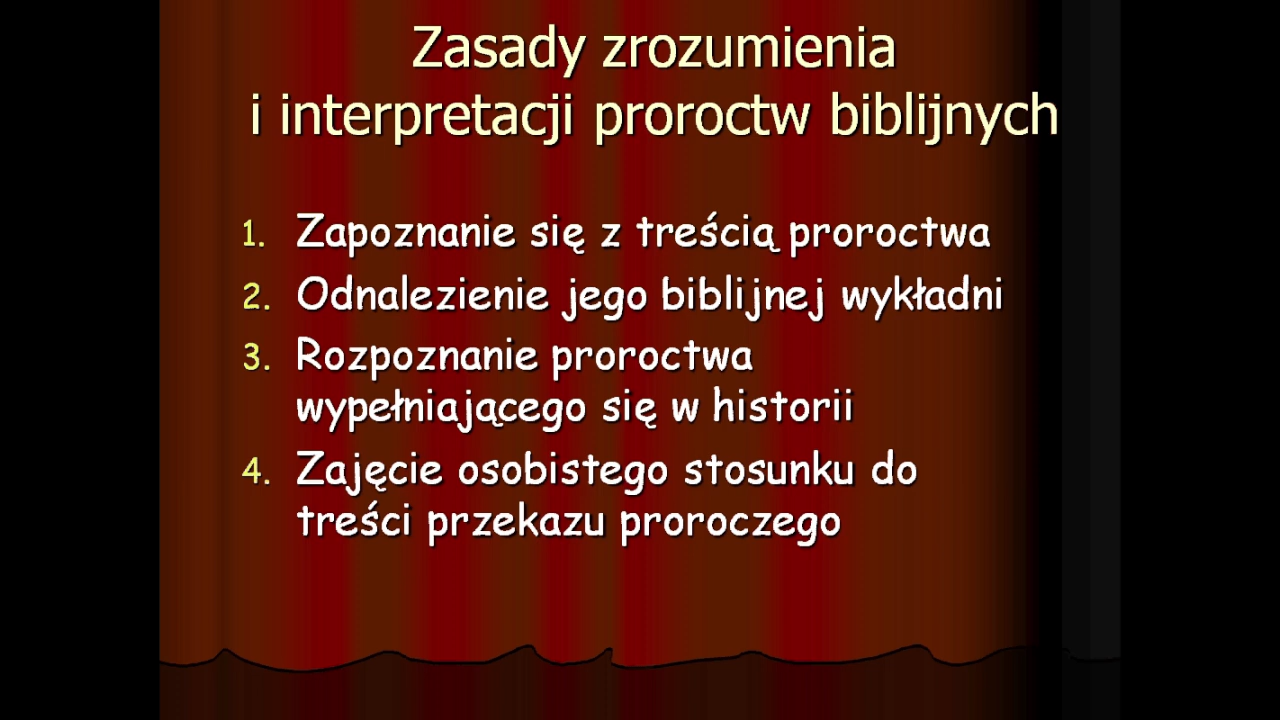 Zasady zrozumienia
i interpretacji proroctw biblijnych
1. Zapoznanie się z treścią proroctwa
2. Odnalezienie jego biblijnej wykładni
3. Rozpoznanie proroctwa
wypełniającego się w historii
4. Zajęcie osobistego stosunku do
treści przekazu proroczego